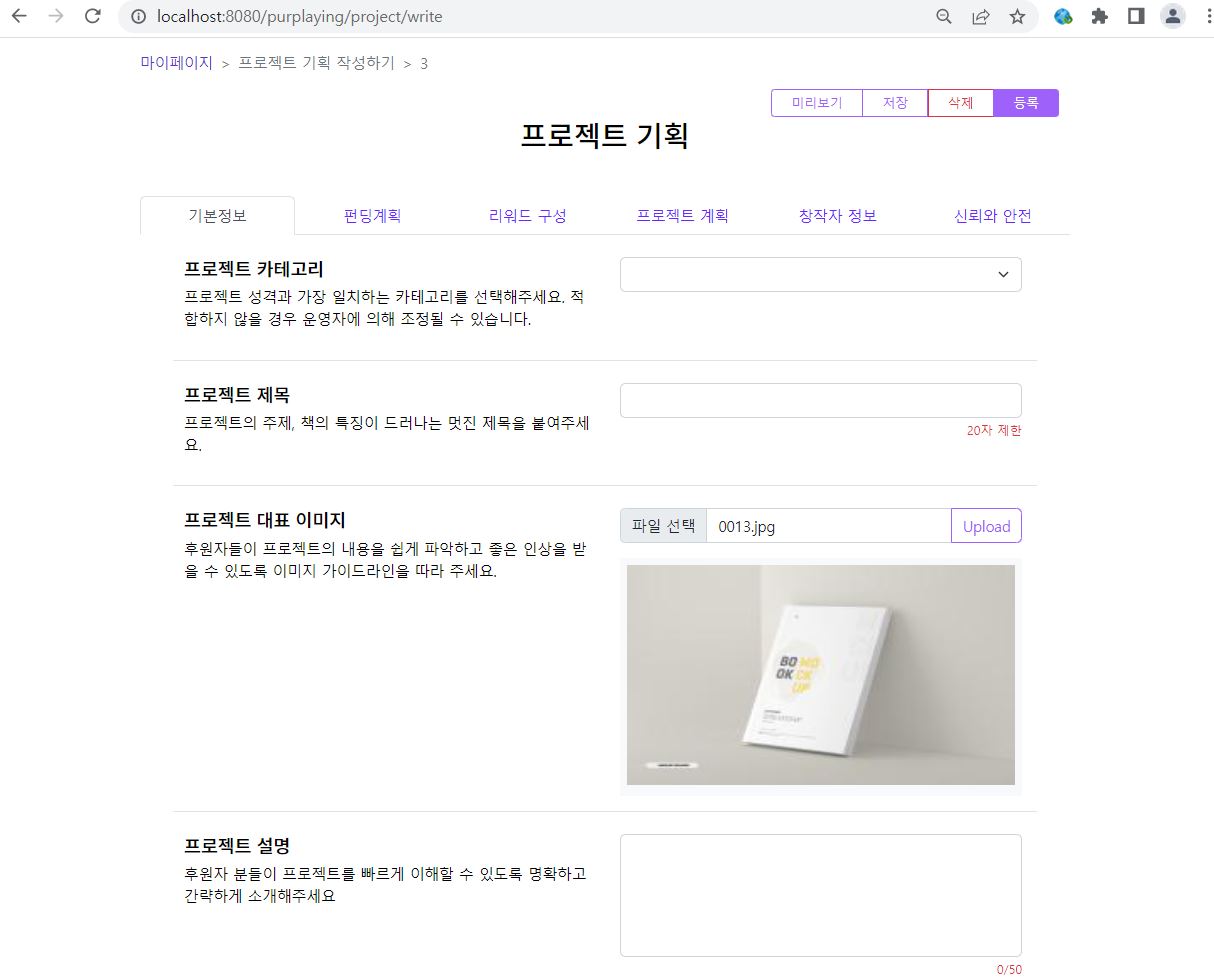 localhost:8080/purplaying/project/write
마이페이지 > 프로젝트 기획 작성하기 > 3
미리보기 저장 삭제 등록
프로젝트 기획
기본정보 펀딩계획 리워드 구성 프로젝트 계획 창작자 정보 신뢰와 안전
프로젝트 카테고리
프로젝트 성격과 가장 일치하는 카테고리를 선택해주세요. 적
합하지 않을 경우 운영자에 의해 조정될 수 있습니다.
프로젝트 제목
프로젝트의 주제, 책의 특징이 드러나는 멋진 제목을 붙여주세
요.
20자 제한
프로젝트 대표 이미지
후원자들이 프로젝트의 내용을 쉽게 파악하고 좋은 인상을 받
을 수 있도록 이미지 가이드라인을 따라 주세요.
파일 선택 0013.jpg Upload
BO MO
OK CK
UP
프로젝트 설명
후원자 분들이 프로젝트를 빠르게 이해할 수 있도록 명확하고
간략하게 소개해주세요
0/50